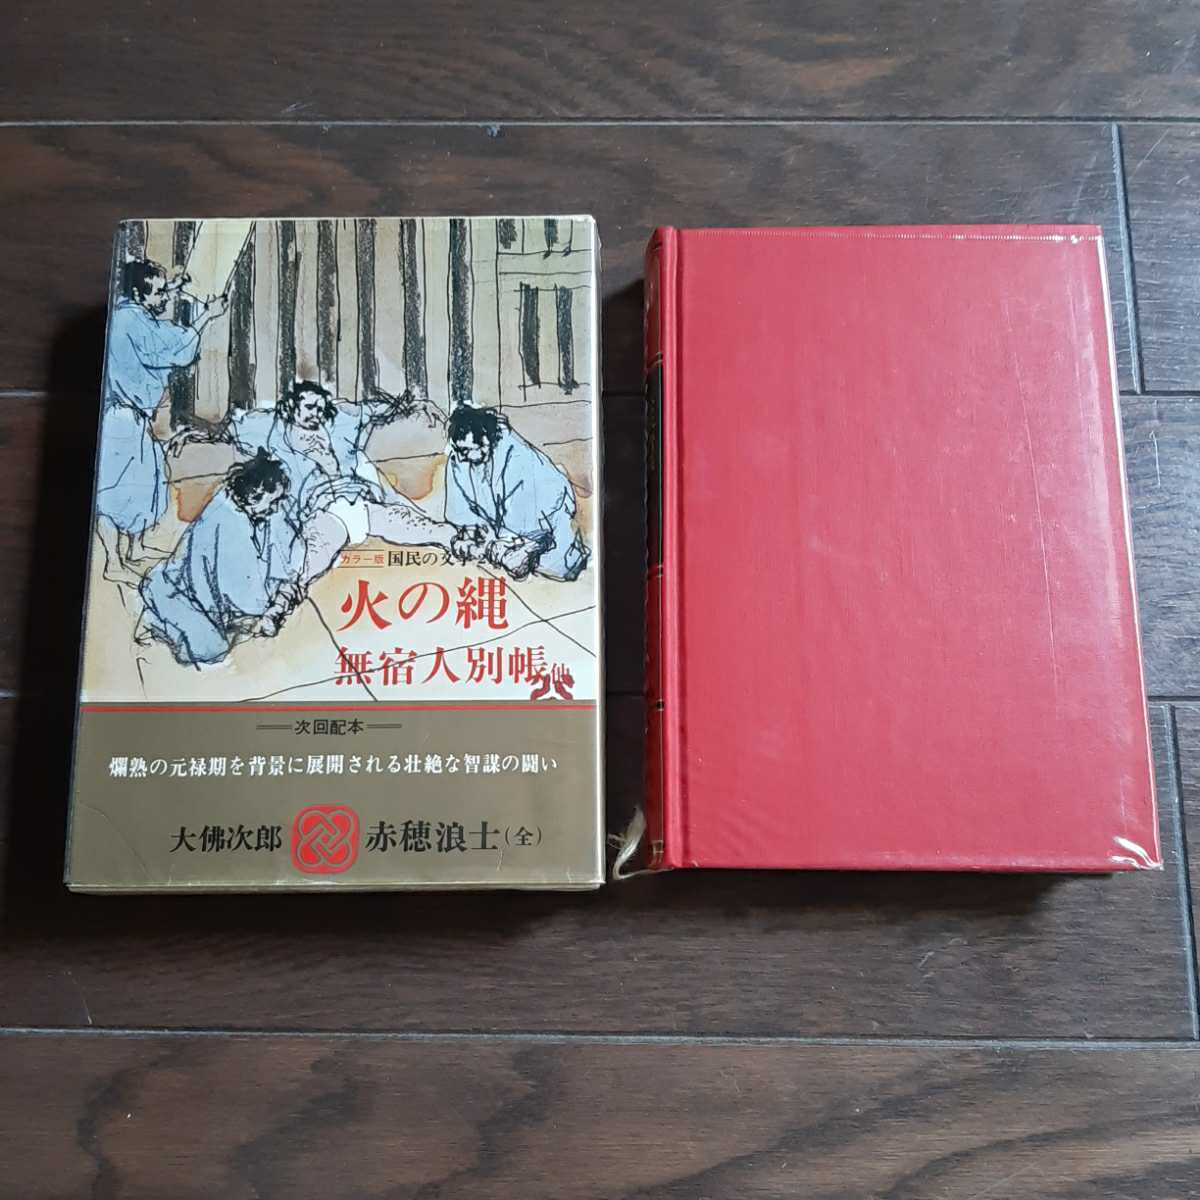 カラー版 国民の文学
火の縄
無宿人別帳 他
次回配本
爛熟の元禄期を背景に展開される壮絶な智謀の闘い
大佛次郎 赤穂浪士(全)